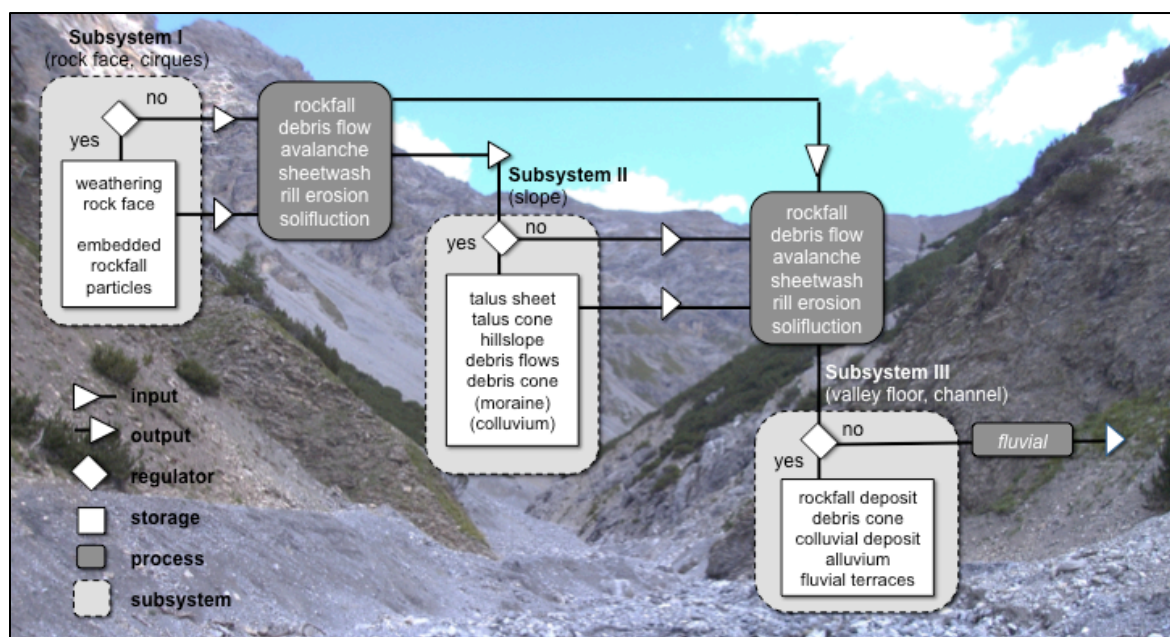 Subsystem I
(rock face, cirques)
no
yes
weathering
rock face
embedded
rockfall
particles
rockfall
debris flow
avalanche
sheetwash
rill erosion
solifluction
Subsystem II
(slope)
no
yes
talus sheet
talus cone
hillslope
debris flows
debris cone
(moraine)
(colluvium)
rockfall
debris flow
avalanche
sheetwash
rill erosion
solifluction
Subsystem III
(valley floor, channel)
no
yes
fluvial
rockfall deposit
debris cone
colluvial deposit
alluvium
fluvial terraces
input
output
regulator
storage
process
subsystem